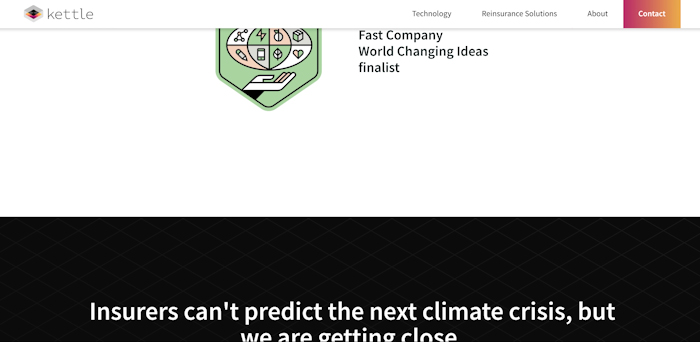 kettle
Technology
Reinsurance Solutions
About
Contact
Fast Company
World Changing Ideas
finalist
Insurers can't predict the next climate crisis, but
we are getting close